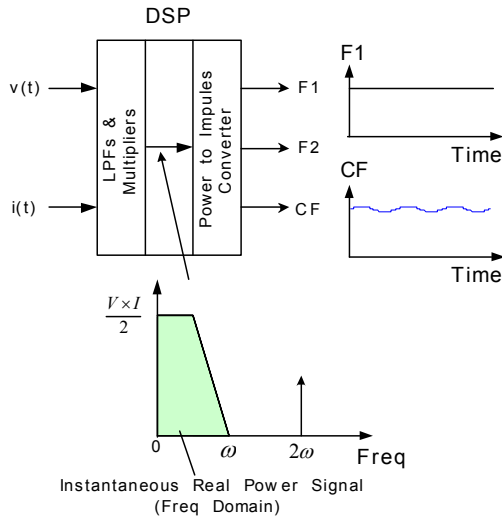 DSP
v(t)
i(t)
LPFs &
Multipliers
Power to Impules
Converter
F1
F2
CF
F1
Time
CF
Time
V×I
2
0
ω
2ω
Freq
Instantaneous Real Power Signal
(Freq Domain)